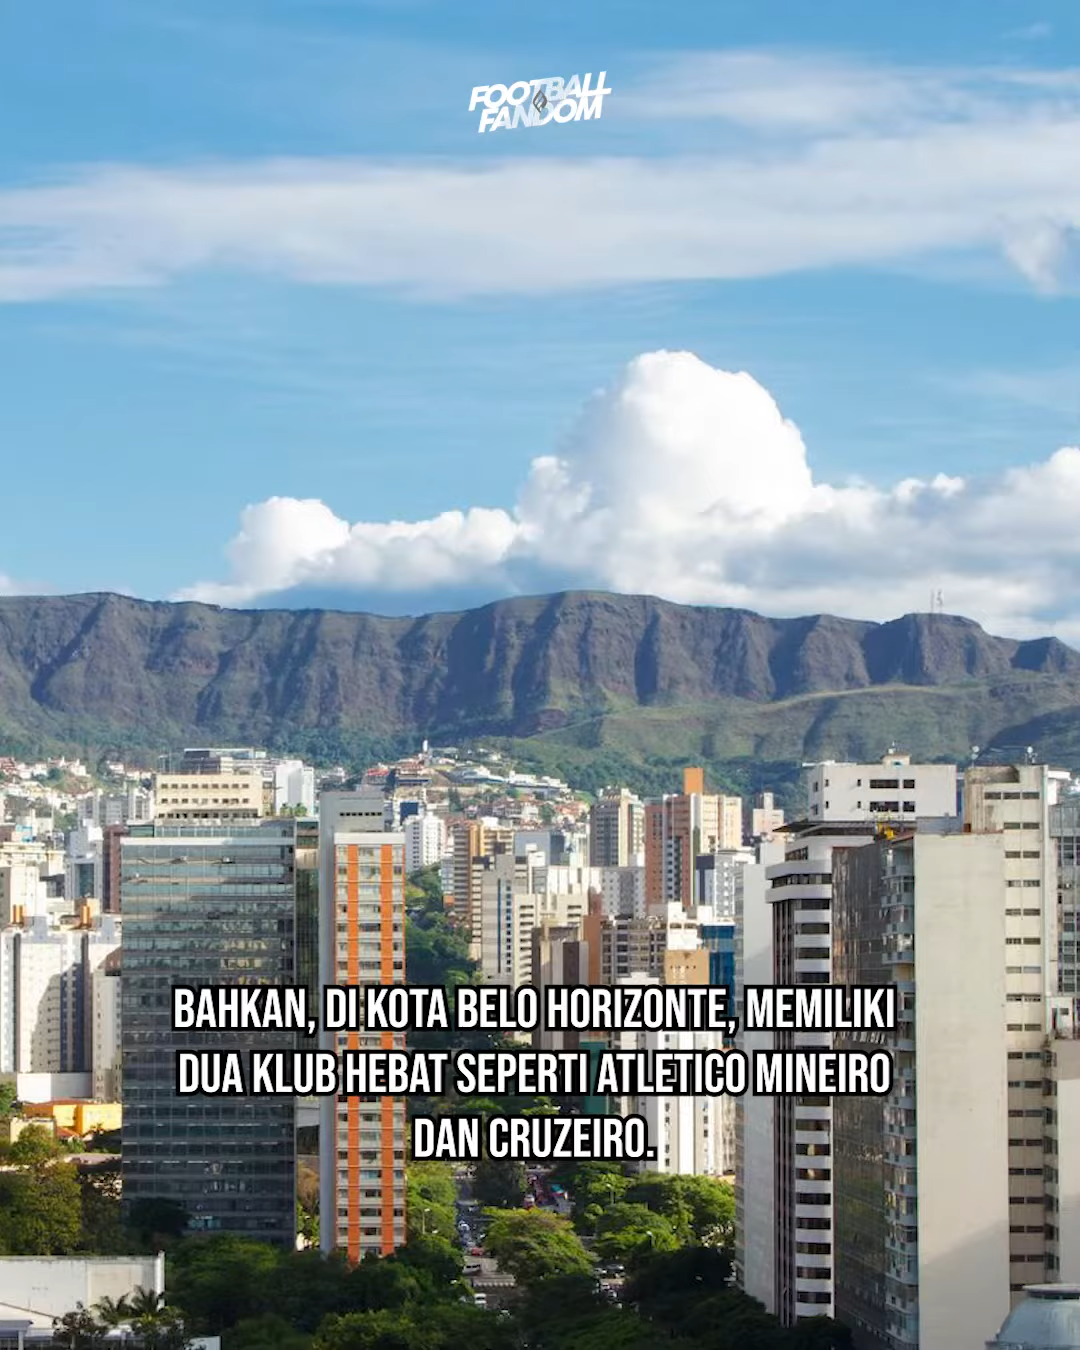 FOOTBALL
FANDOM
BAHKAN, DI KOTA BELO HORIZONTE, MEMILIKI
DUA KLUB HEBAT SEPERTI ATLETICO MINEIRO
DAN CRUZEIRO.